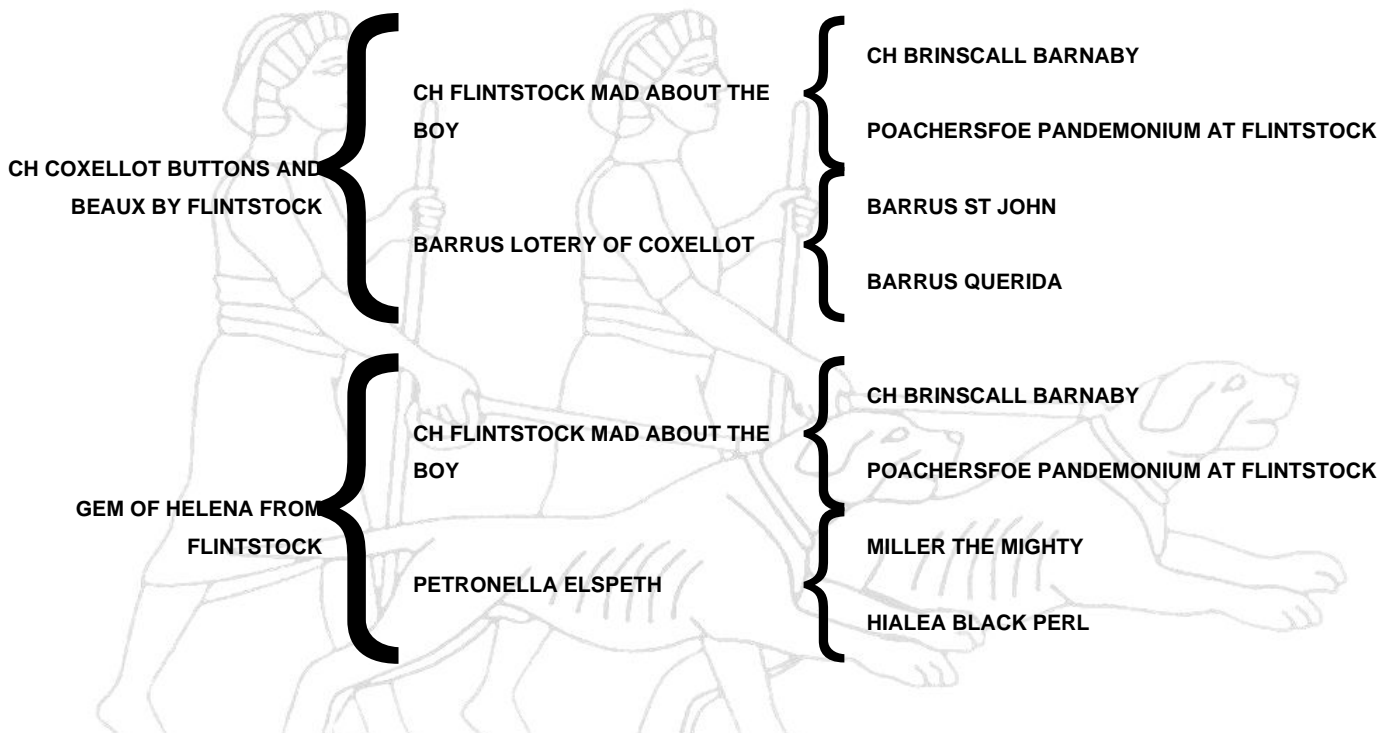 CH BRINSCALL BARNABY
CH FLINTSTOCK MAD ABOUT THE
BOY
POACHERSFOE PANDEMONIUM AT FLINTSTOCK
CH COXELLOT BUTTONS AND
BEAUX BY FLINTSTOCK
BARRUS ST JOHN
BARRUS LOTERY OF COXELLOT
BARRUS QUERIDA
CH BRINSCALL BARNABY
CH FLINTSTOCK MAD ABOUT THE
BOY
POACHERSFOE PANDEMONIUM AT FLINTSTOCK
GEM OF HELENA FROM
FLINTSTOCK
MILLER THE MIGHTY
PETRONELLA ELSPETH
HIALEA BLACK PERL